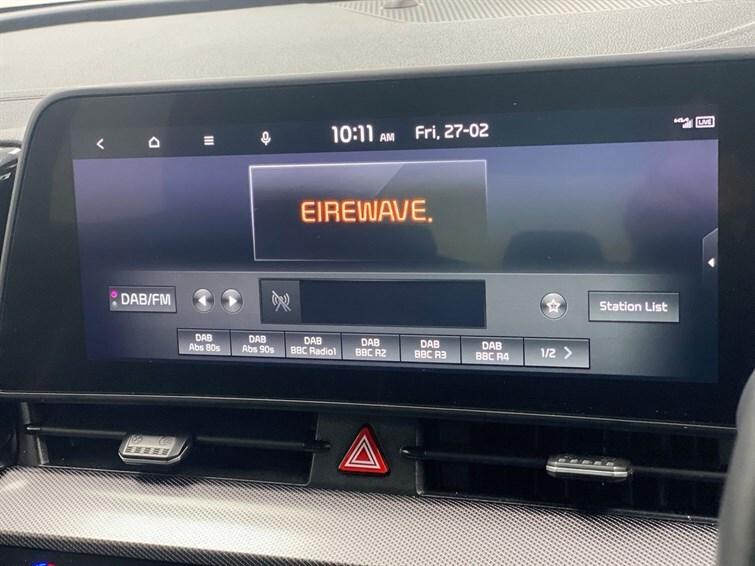 10:11 AM Fri, 27-02
KIA LIVE
EIREWAVE.
DAB/FM
Station List
DAB Abs 80s
DAB Abs 90s
DAB BBC Radio1
DAB BBC R2
DAB BBC R3
DAB BBC R4
1/2